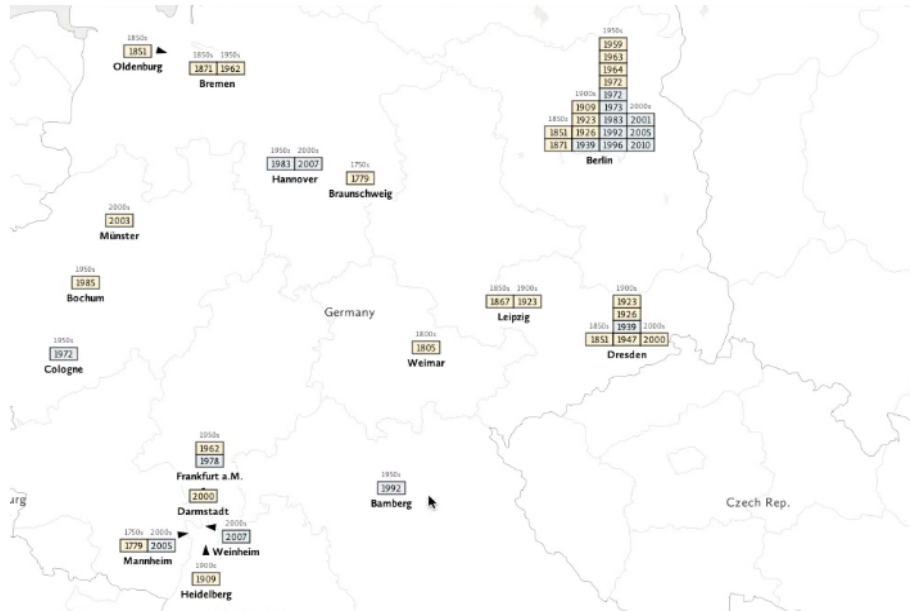 1850s
1851
Oldenburg
1850s 1950s
1871 1962
Bremen
1950s
1959
1963
1964
1972
1972
1900s
1909 1973 2000s
1850s 1923 1983 2001
1851 1926 1992 2005
1871 1939 1996 2010
Berlin
1950s 2000s
1983 2007
Hannover
1750s
1779
Braunschweig
2000s
2003
Münster
1950s
1985
Bochum
1850s 1900s
1867 1923
Leipzig
1900s
1923
1926
1850s 1939 2000s
1851 1947 2000
Dresden
Germany
1800s
1805
Weimar
1950s
1972
Cologne
1950s
1962
1978
Frankfurt a.M.
2000
Darmstadt
1950s
1992
Bamberg
urg
Czech Rep.
1750s 2000s
1779 2005
Mannheim
2000s
2007
Weinheim
1900s
1909
Heidelberg